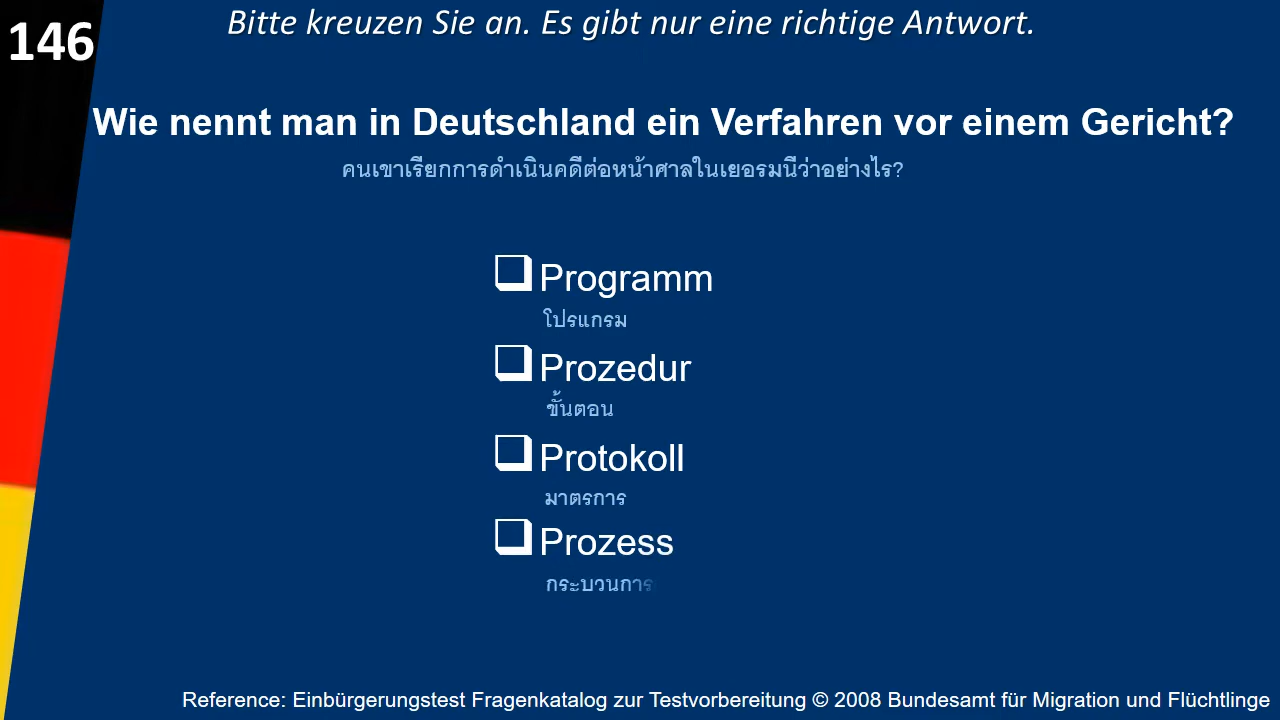 146
Bitte kreuzen Sie an. Es gibt nur eine richtige Antwort.
Wie nennt man in Deutschland ein Verfahren vor einem Gericht?
คนเขาเรียกการดำเนินคดีต่อหน้าศาลในเยอรมนีว่าอย่างไร?
Programm
โปรแกรม
Prozedur
ขั้นตอน
Protokoll
มาตรการ
Prozess
กระบวนการ
Reference: Einbürgerungstest Fragenkatalog zur Testvorbereitung © 2008 Bundesamt für Migration und Flüchtlinge